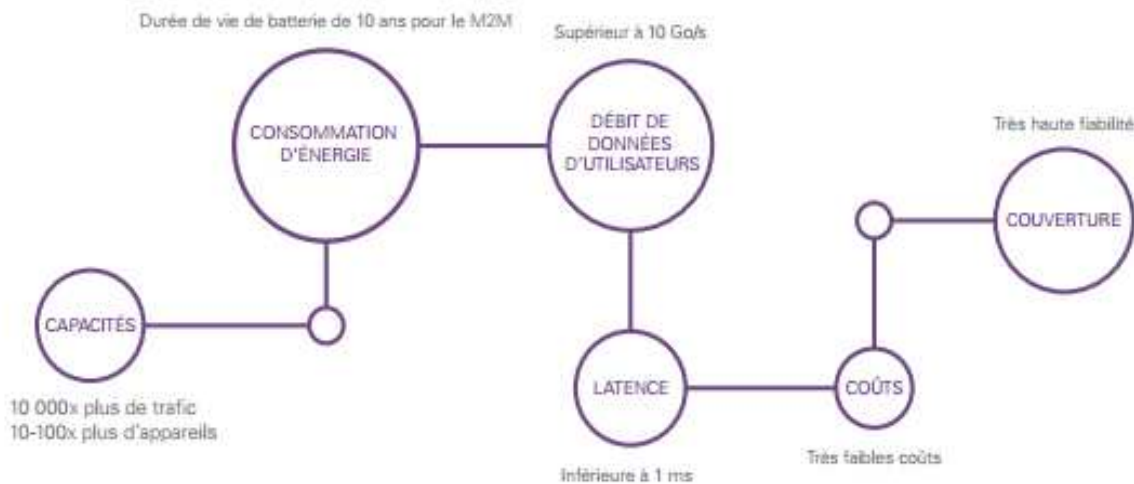 Durée de vie de batterie de 10 ans pour le M2M
CONSOMMATION
D'ÉNERGIE
Supérieur à 10 Go/s
DÉBIT DE
DONNÉES
D'UTILISATEURS
Très haute fiabilité
COUVERTURE
CAPACITÉS
10 000x plus de trafic
10-100x plus d'appareils
LATENCE
Inférieure à 1 ms
COÛTS
Très faibles coûts